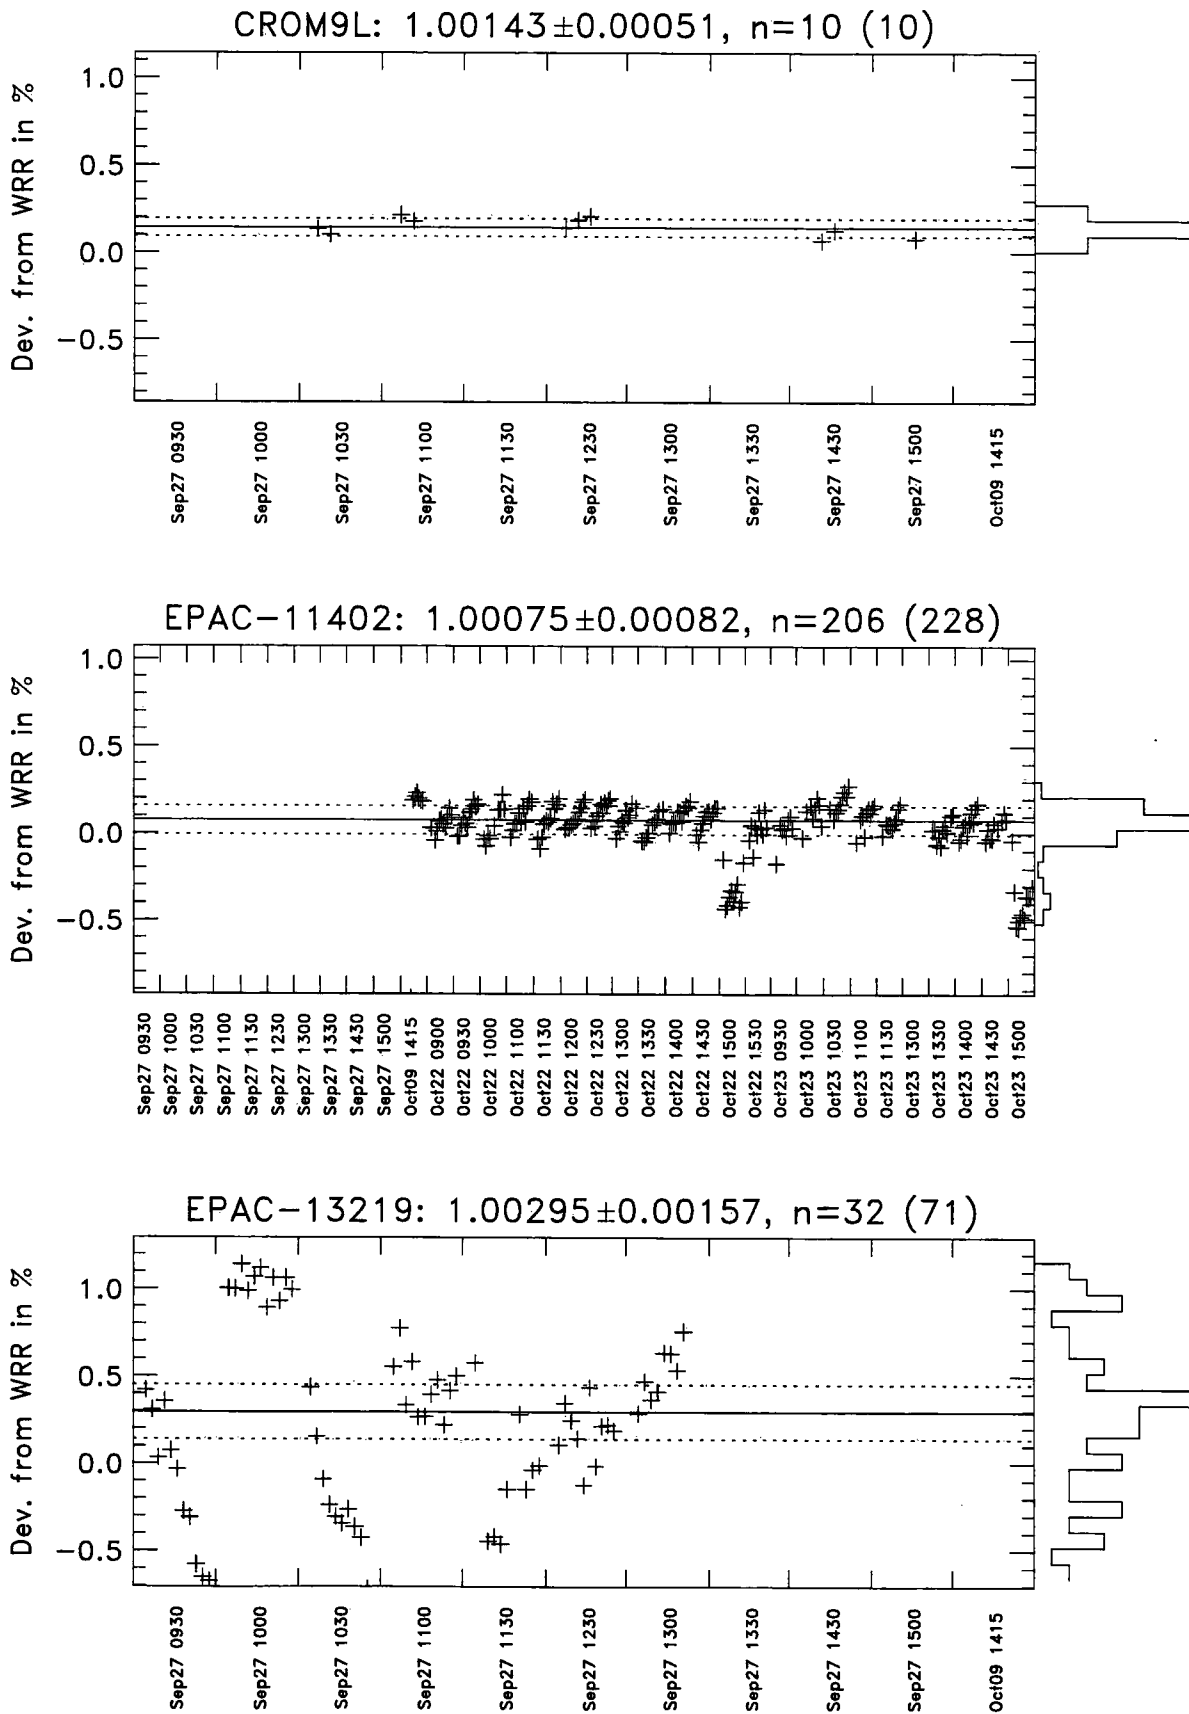 CROM9L: 1.00143±0.00051, n=10 (10)
Dev. from WRR in %
1.0
0.5
0.0
−0.5
Sep27 0930
Sep27 1000
Sep27 1030
Sep27 1100
Sep27 1130
Sep27 1230
Sep27 1300
Sep27 1330
Sep27 1430
Sep27 1500
Oct09 1415
EPAC−11402: 1.00075±0.00082, n=206 (228)
Dev. from WRR in %
1.0
0.5
0.0
−0.5
Sep27 0930
Sep27 1000
Sep27 1030
Sep27 1100
Sep27 1130
Sep27 1230
Sep27 1300
Sep27 1330
Sep27 1430
Sep27 1500
Oct09 1415
Oct22 0900
Oct22 0930
Oct22 1000
Oct22 1100
Oct22 1130
Oct22 1200
Oct22 1230
Oct22 1300
Oct22 1330
Oct22 1400
Oct22 1430
Oct22 1500
Oct22 1530
Oct23 0930
Oct23 1000
Oct23 1030
Oct23 1100
Oct23 1130
Oct23 1300
Oct23 1330
Oct23 1400
Oct23 1430
Oct23 1500
EPAC−13219: 1.00295±0.00157, n=32 (71)
Dev. from WRR in %
1.0
0.5
0.0
−0.5
Sep27 0930
Sep27 1000
Sep27 1030
Sep27 1100
Sep27 1130
Sep27 1230
Sep27 1300
Sep27 1330
Sep27 1430
Sep27 1500
Oct09 1415